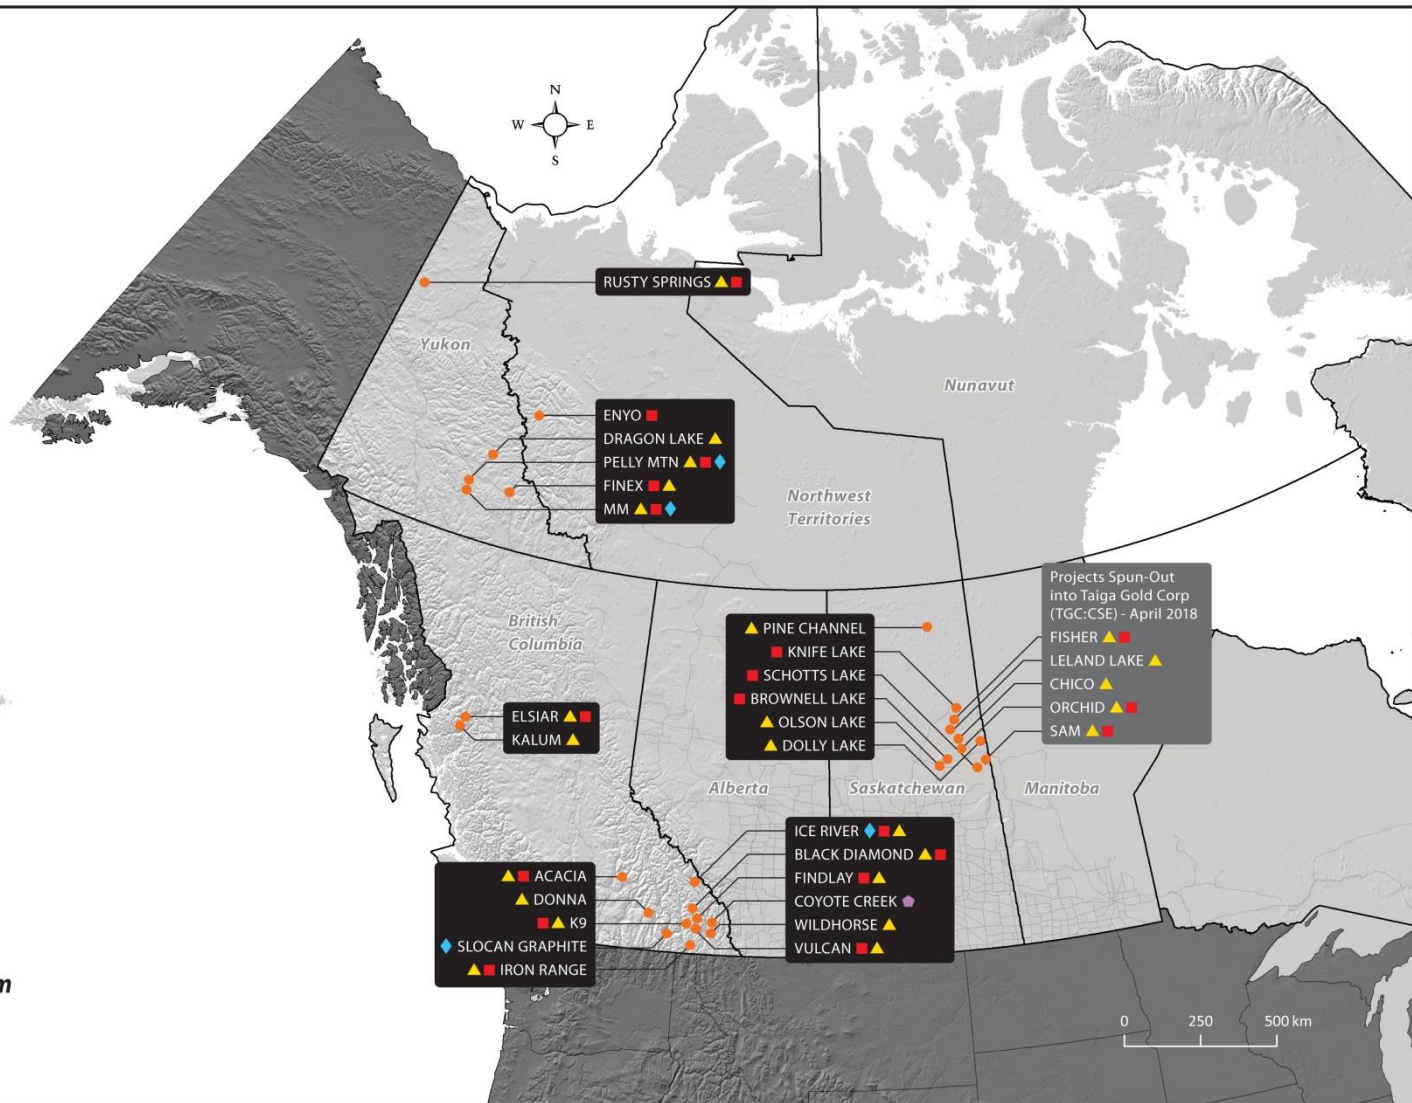 N
W E
S
RUSTY SPRINGS
Yukon
Nunavut
ENYO
DRAGON LAKE
PELLY MTN
FINEX
MM
Northwest
Territories
Projects Spun-Out
into Taiga Gold Corp
(TGC:CSE) - April 2018
FISHER
LELAND LAKE
CHICO
ORCHID
SAM
British
Columbia
PINE CHANNEL
KNIFE LAKE
SCHOTTS LAKE
BROWNELL LAKE
OLSON LAKE
DOLLY LAKE
ELSIAR
KALUM
Alberta
Saskatchewan
Manitoba
ICE RIVER
BLACK DIAMOND
FINDLAY
COYOTE CREEK
WILDHORSE
VULCAN
ACACIA
DONNA
K9
SLOCAN GRAPHITE
IRON RANGE
0 250 500 km